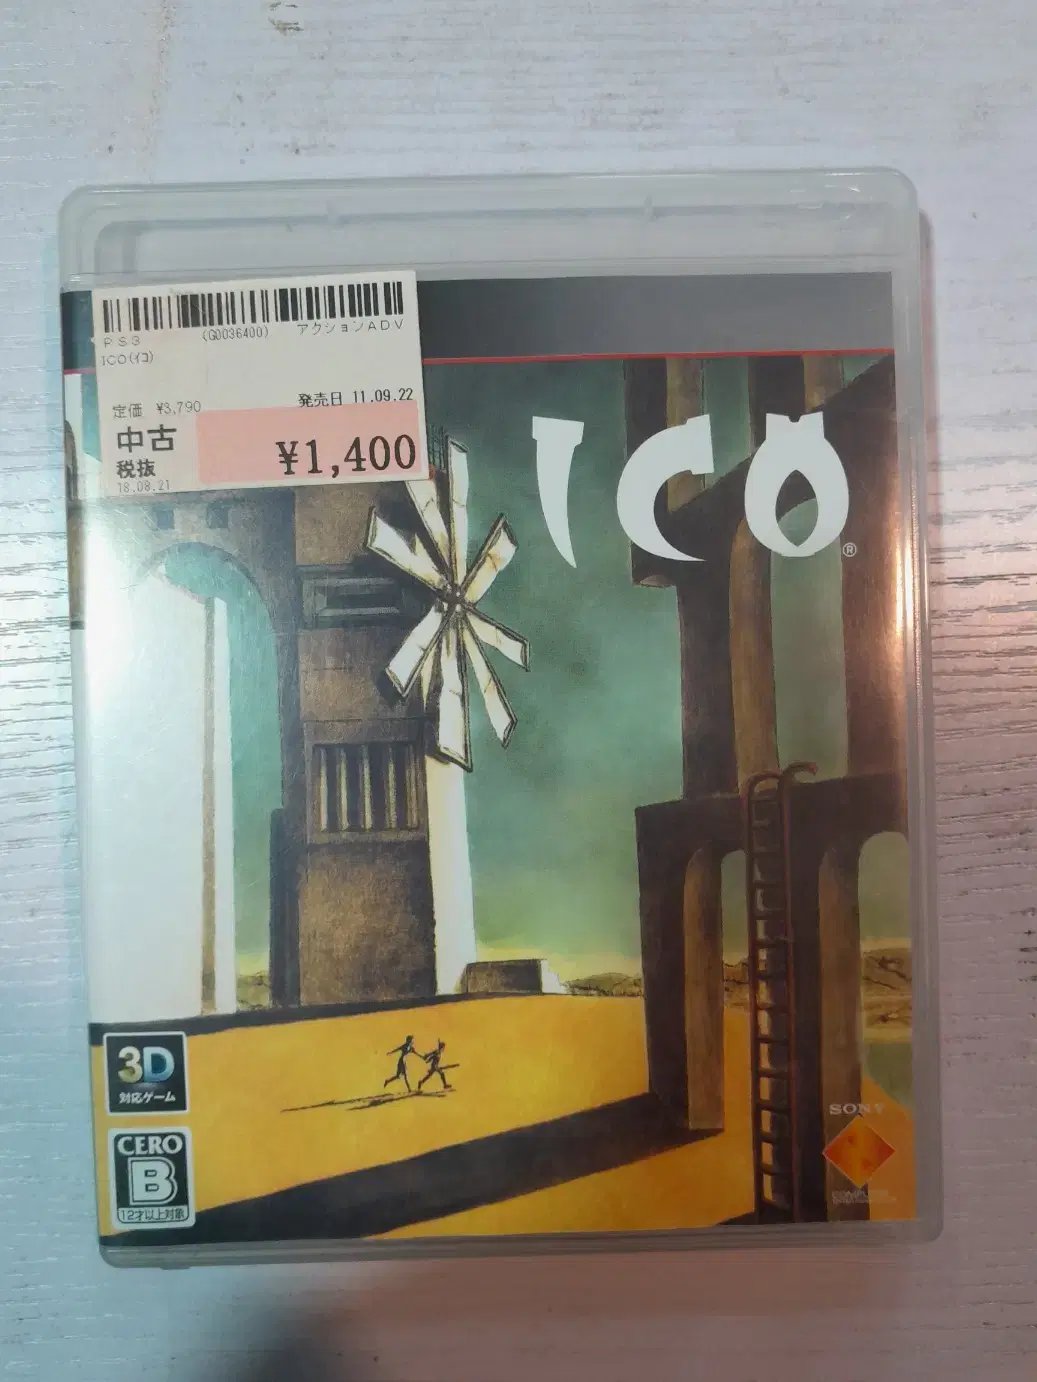 PS3 (G0036400) アクションADV
ICO(イコ)
定価 ¥3,790 発売日 11.09.22
中古
¥1,400
税抜
18.08.21
ICO®
3D
対応ゲーム
CERO
B
12才以上対象
SONY